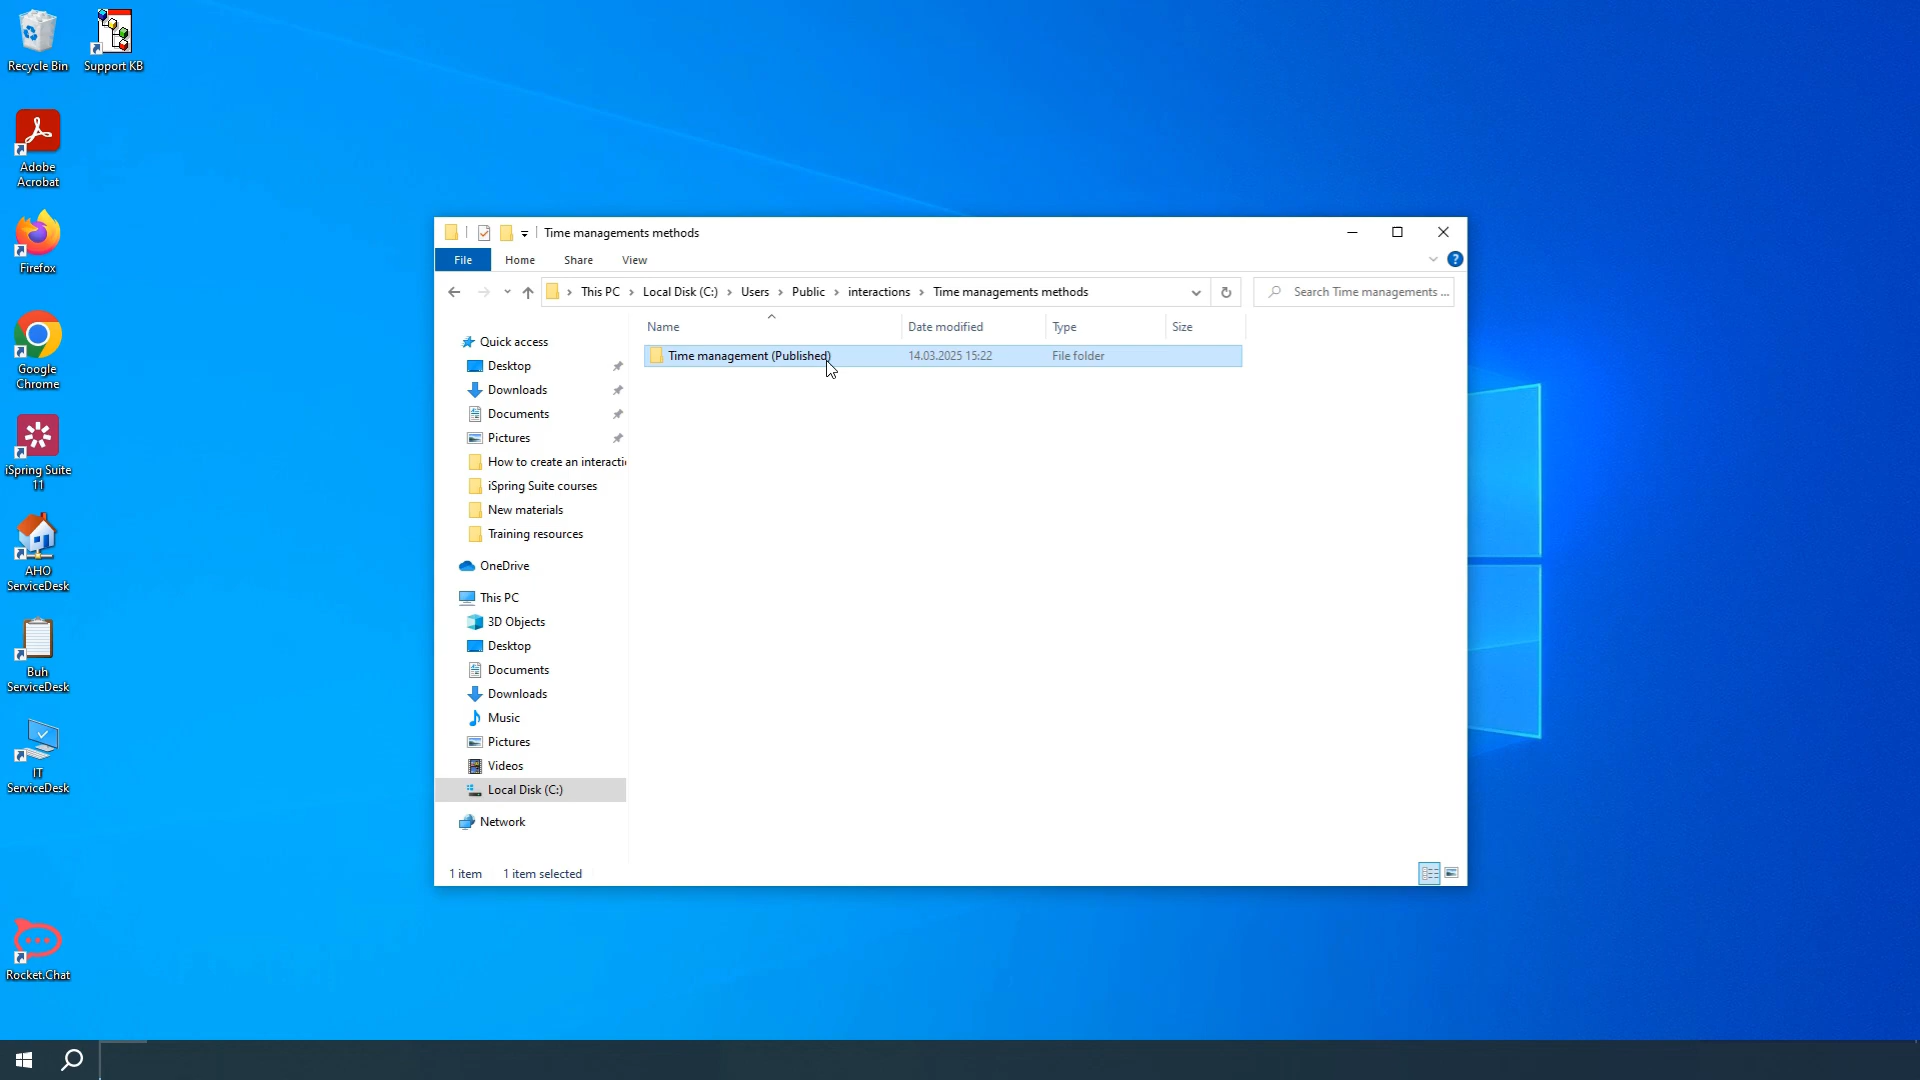 Recycle Bin
Support KB
Adobe
Acrobat
Firefox
Google
Chrome
iSpring Suite
11
AHO
ServiceDesk
Buh
ServiceDesk
IT
ServiceDesk
Rocket.Chat
Time managements methods
File Home Share View
This PC Local Disk (C:) Users Public interactions Time managements methods
Search Time managements ...
Name Date modified Type Size
Time management (Published) 14.03.2025 15:22 File folder
Quick access
Desktop
Downloads
Documents
Pictures
How to create an interacti
iSpring Suite courses
New materials
Training resources
OneDrive
This PC
3D Objects
Desktop
Documents
Downloads
Music
Pictures
Videos
Local Disk (C:)
Network
1 item 1 item selected